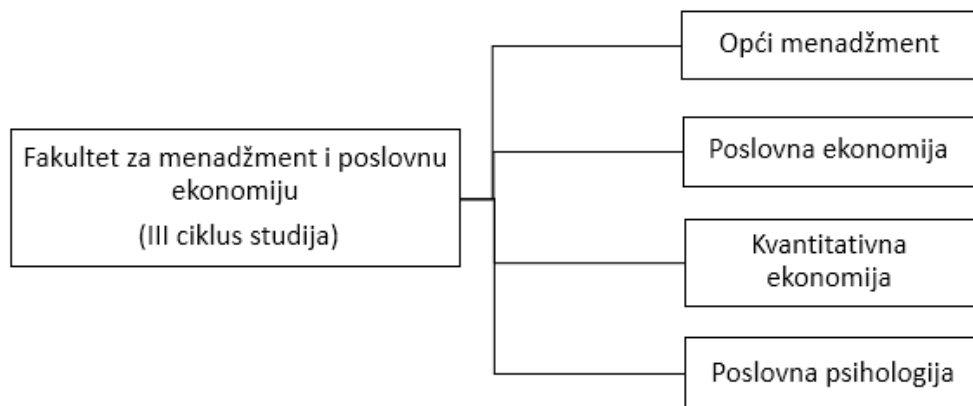 Fakultet za menadžment i poslovnu
ekonomiju
(III ciklus studija)
Opći menadžment
Poslovna ekonomija
Kvantitativna
ekonomija
Poslovna psihologija